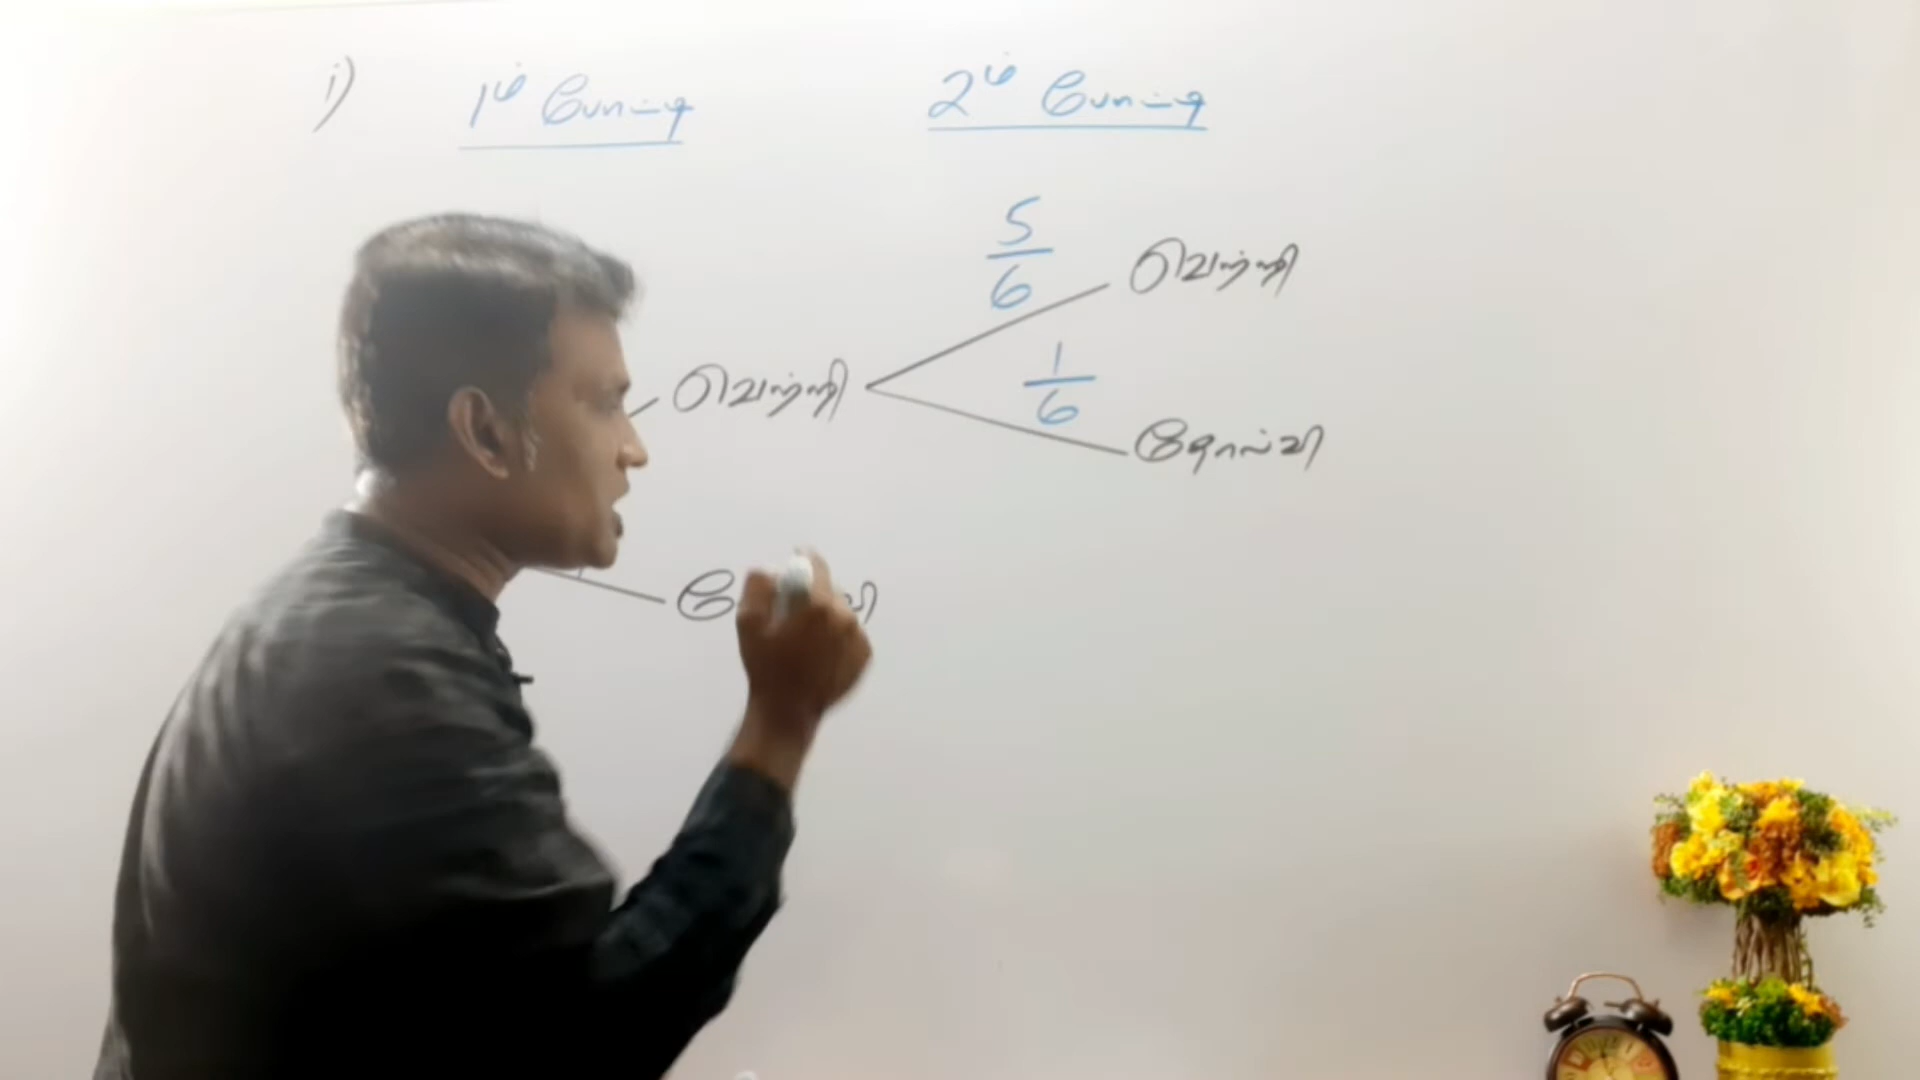 i) 1ம் போட்டி 2ம் போட்டி
5/6 வெற்றி
வெற்றி
1/6 தோல்வி